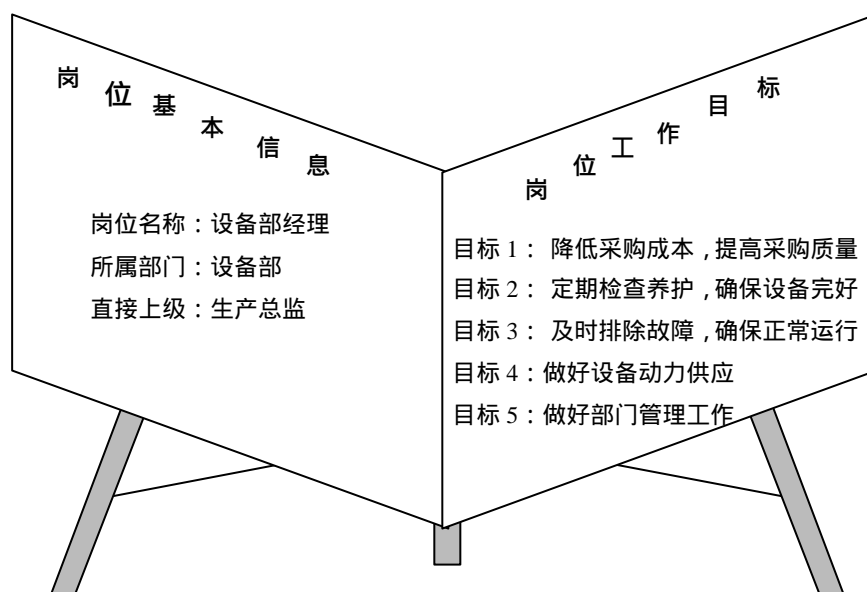 岗位基本信息
岗位名称：设备部经理
所属部门：设备部
直接上级：生产总监
岗位工作目标
目标 1： 降低采购成本，提高采购质量
目标 2： 定期检查养护，确保设备完好
目标 3： 及时排除故障，确保正常运行
目标 4：做好设备动力供应
目标 5：做好部门管理工作